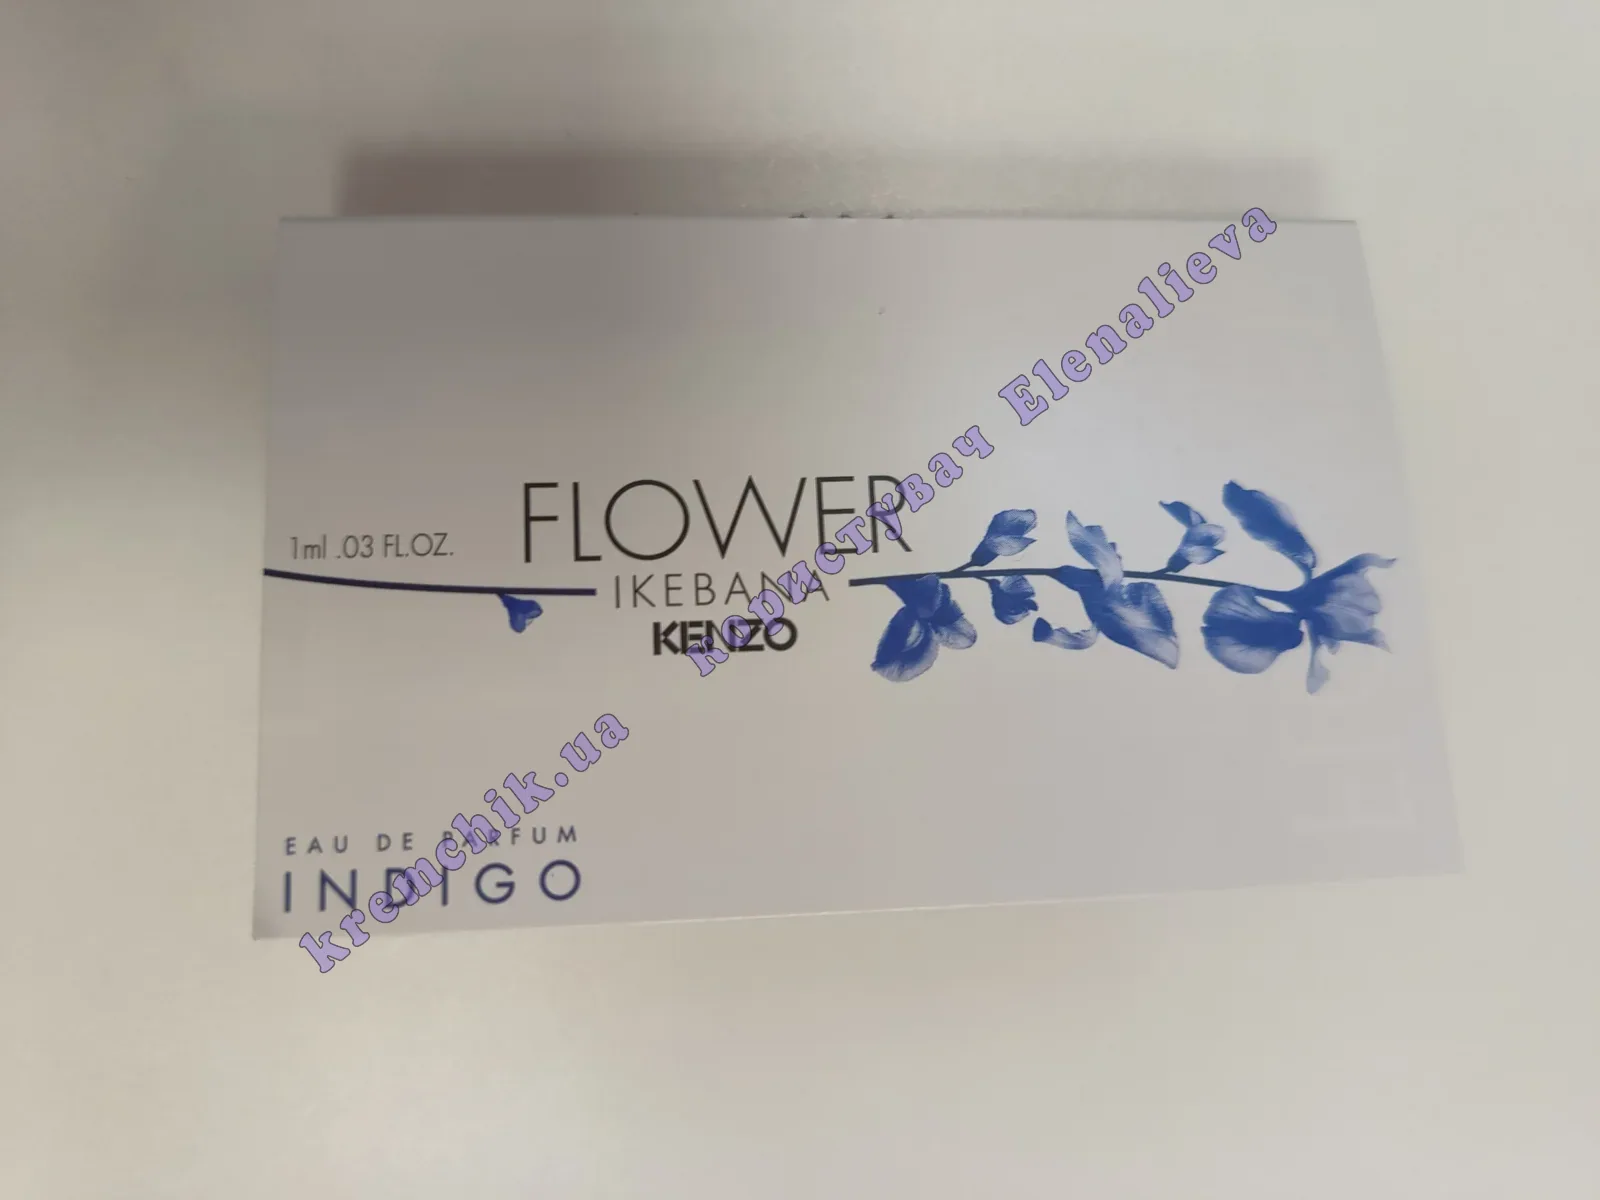 1ml .03 FL.OZ.
FLOWER
IKEBANA
KENZO
EAU DE PARFUM
INDIGO
kremchik.ua користувач Elenalieva